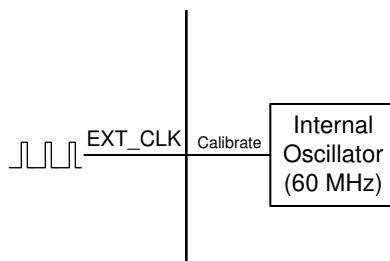 EXT_CLK
Calibrate
Internal
Oscillator
(60 MHz)